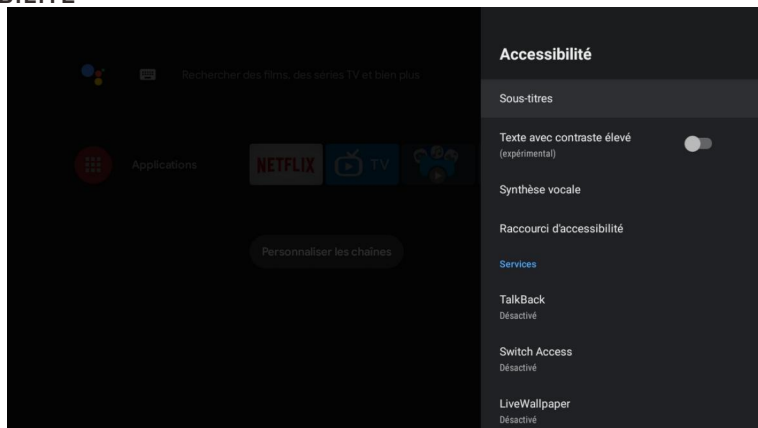 Rechercher des films, des séries TV et bien plus
Applications
NETFLIX
TV
Personnaliser les chaînes
Accessibilité
Sous-titres
Texte avec contraste élevé
(expérimental)
Synthèse vocale
Raccourci d'accessibilité
Services
TalkBack
Désactivé
Switch Access
Désactivé
LiveWallpaper
Désactivé